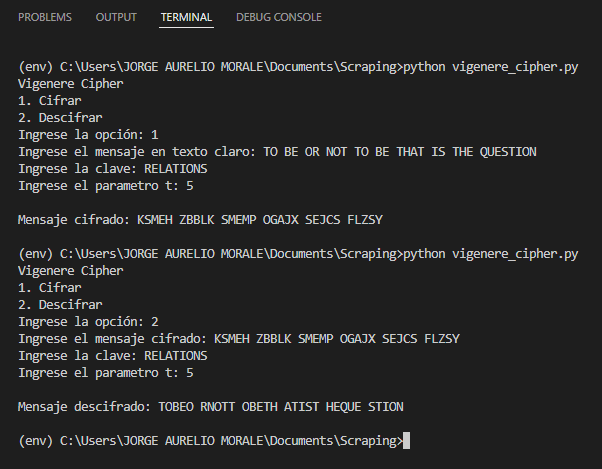 PROBLEMS OUTPUT TERMINAL DEBUG CONSOLE
(env) C:\Users\JORGE AURELIO MORALE\Documents\Scraping>python vigenere_cipher.py
Vigenere Cipher
1. Cifrar
2. Descifrar
Ingrese la opción: 1
Ingrese el mensaje en texto claro: TO BE OR NOT TO BE THAT IS THE QUESTION
Ingrese la clave: RELATIONS
Ingrese el parametro t: 5
Mensaje cifrado: KSMEH ZBBLK SMEMP OGAJX SEJCS FLZSY
(env) C:\Users\JORGE AURELIO MORALE\Documents\Scraping>python vigenere_cipher.py
Vigenere Cipher
1. Cifrar
2. Descifrar
Ingrese la opción: 2
Ingrese el mensaje cifrado: KSMEH ZBBLK SMEMP OGAJX SEJCS FLZSY
Ingrese la clave: RELATIONS
Ingrese el parametro t: 5
Mensaje descifrado: TOBEO RNOTT OBETH ATIST HEQUE STION
(env) C:\Users\JORGE AURELIO MORALE\Documents\Scraping>